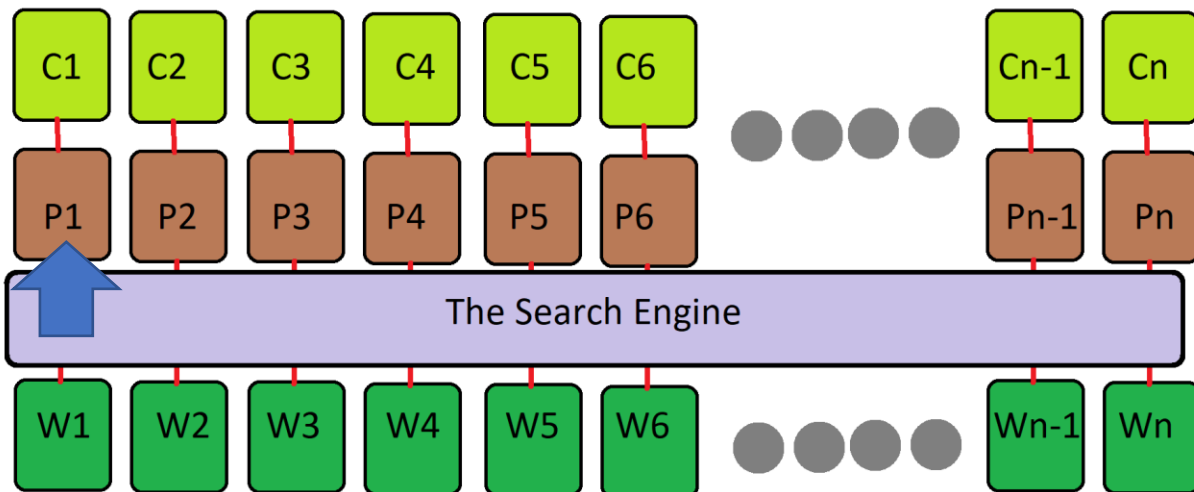 C1 C2 C3 C4 C5 C6 Cn-1 Cn
P1 P2 P3 P4 P5 P6 Pn-1 Pn
The Search Engine
W1 W2 W3 W4 W5 W6 Wn-1 Wn